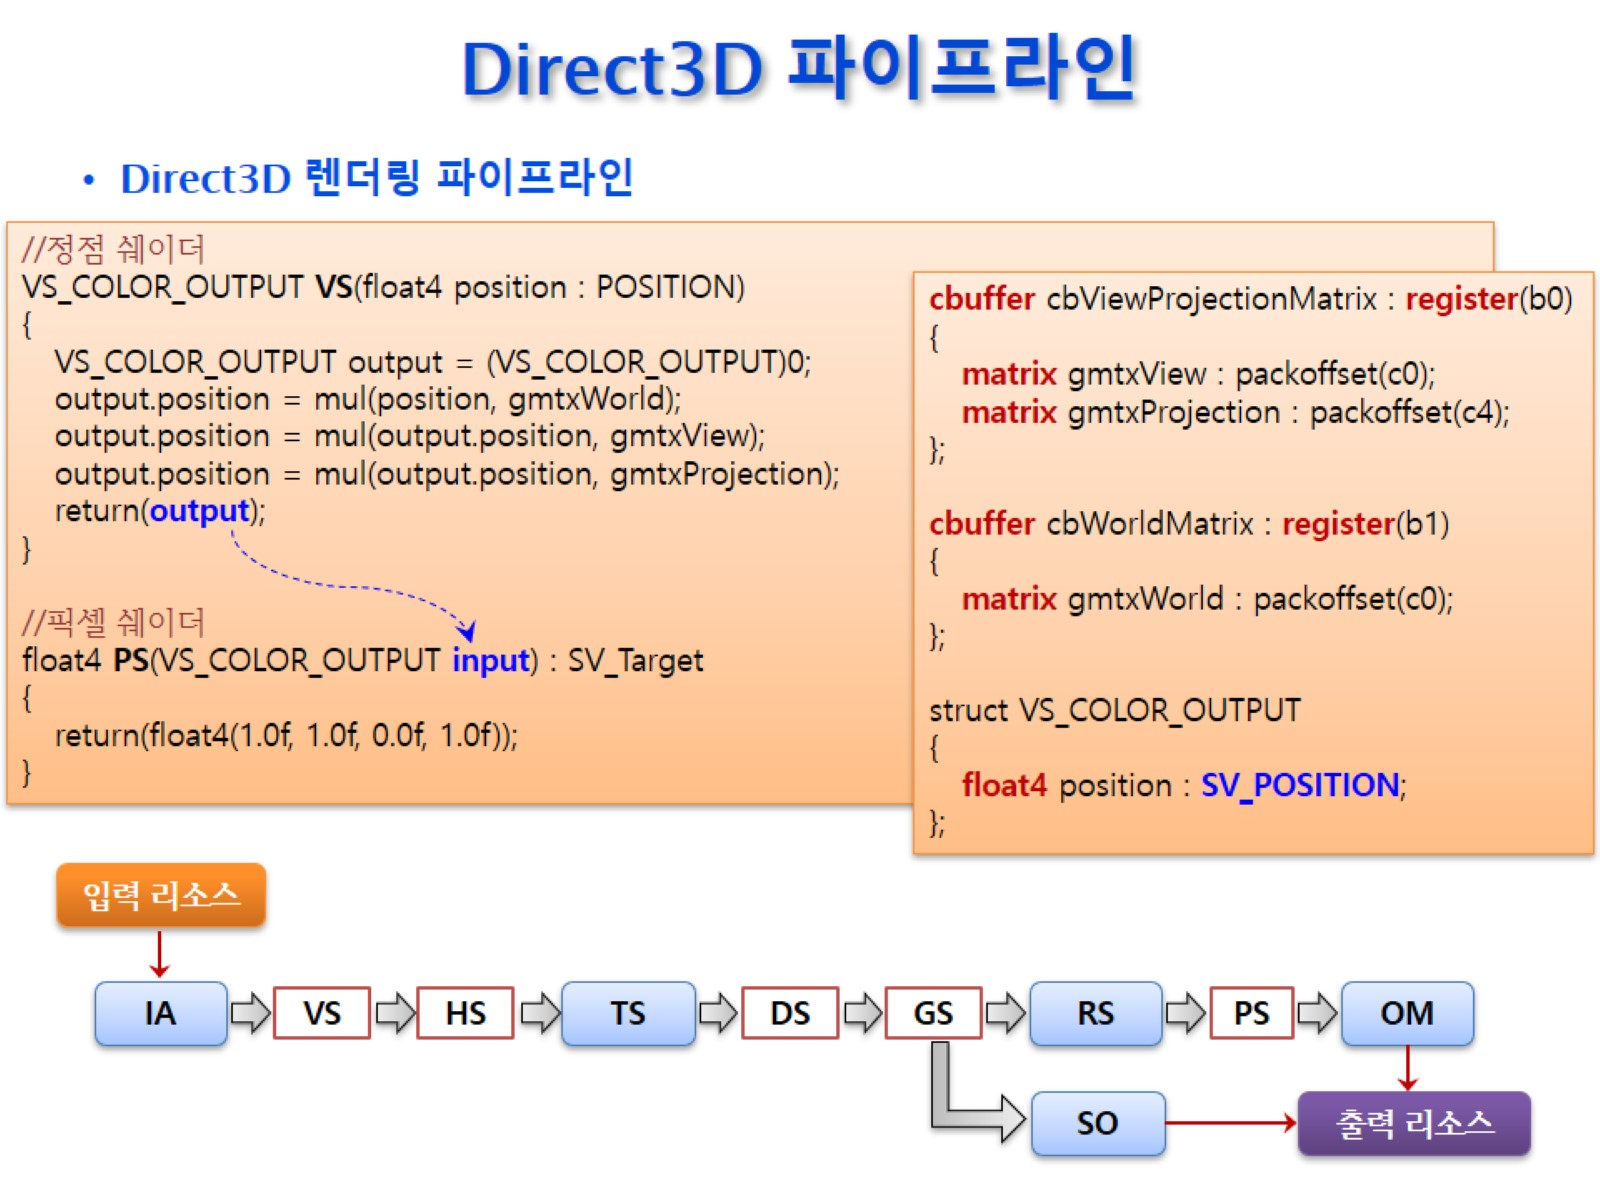 Direct3D 파이프라인
• Direct3D 렌더링 파이프라인
//정점 쉐이더
VS_COLOR_OUTPUT VS(float4 position : POSITION)
{
VS_COLOR_OUTPUT output = (VS_COLOR_OUTPUT)0;
output.position = mul(position, gmtxWorld);
output.position = mul(output.position, gmtxView);
output.position = mul(output.position, gmtxProjection);
return(output);
}
//픽셀 쉐이더
float4 PS(VS_COLOR_OUTPUT input) : SV_Target
{
return(float4(1.0f, 1.0f, 0.0f, 1.0f));
}
cbuffer cbViewProjectionMatrix : register(b0)
{
matrix gmtxView : packoffset(c0);
matrix gmtxProjection : packoffset(c4);
};
cbuffer cbWorldMatrix : register(b1)
{
matrix gmtxWorld : packoffset(c0);
};
struct VS_COLOR_OUTPUT
{
float4 position : SV_POSITION;
};
입력 리소스
IA VS HS TS DS GS RS PS OM
SO 출력 리소스